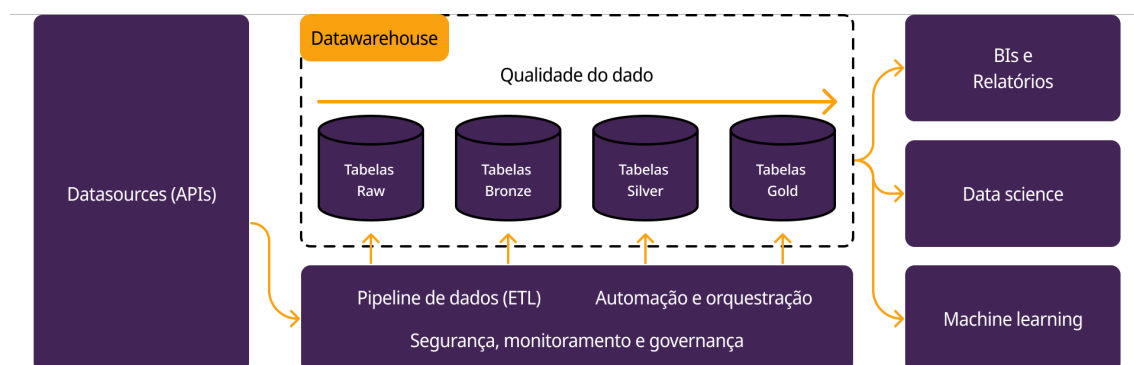 Datasources (APIs)
Datawarehouse
Qualidade do dado
Tabelas
Raw
Tabelas
Bronze
Tabelas
Silver
Tabelas
Gold
Pipeline de dados (ETL)
Automação e orquestração
Segurança, monitoramento e governança
BIs e
Relatórios
Data science
Machine learning